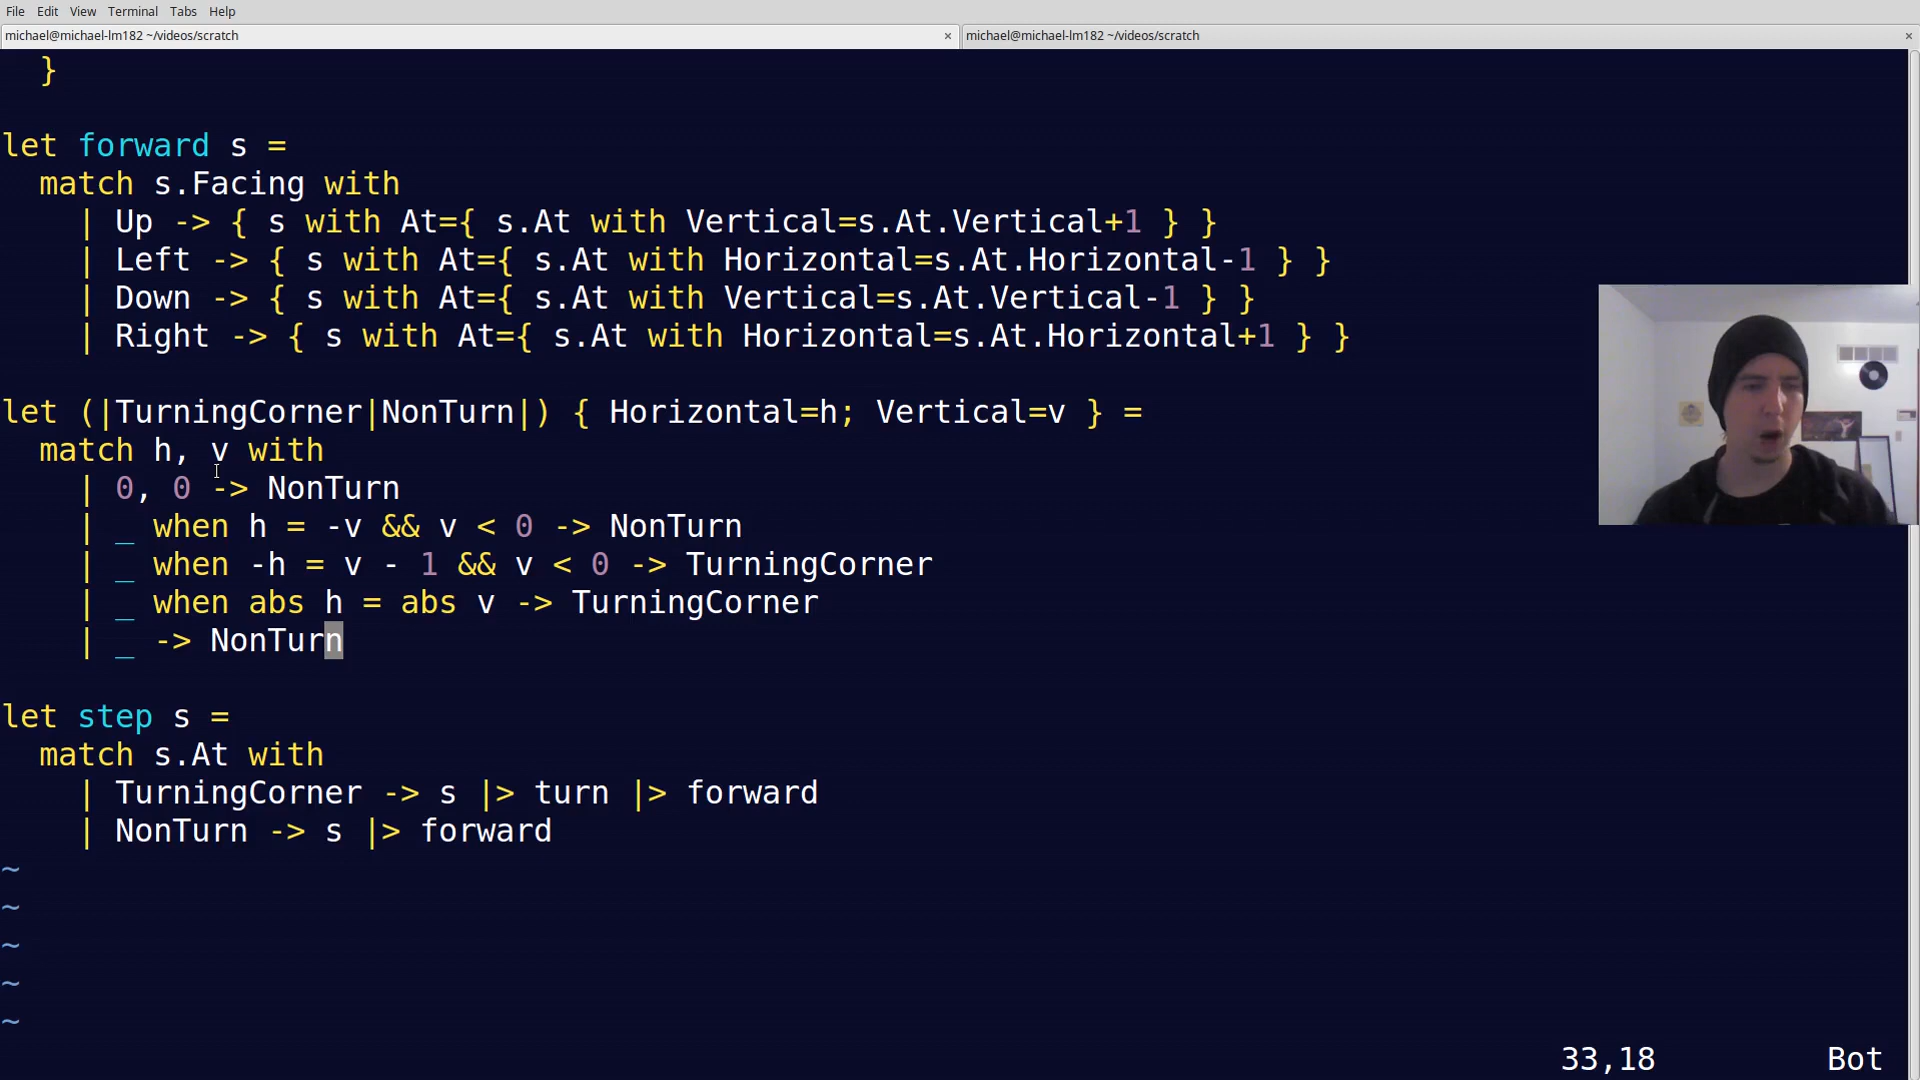 File Edit View Terminal Tabs Help
michael@michael-lm182 ~/videos/scratch × michael@michael-lm182 ~/videos/scratch ×
}
let forward s =
match s.Facing with
| Up -> { s with At={ s.At with Vertical=s.At.Vertical+1 } }
| Left -> { s with At={ s.At with Horizontal=s.At.Horizontal-1 } }
| Down -> { s with At={ s.At with Vertical=s.At.Vertical-1 } }
| Right -> { s with At={ s.At with Horizontal=s.At.Horizontal+1 } }
let (|TurningCorner|NonTurn|) { Horizontal=h; Vertical=v } =
match h, v with
| 0, 0 -> NonTurn
| _ when h = -v && v < 0 -> NonTurn
| _ when -h = v - 1 && v < 0 -> TurningCorner
| _ when abs h = abs v -> TurningCorner
| _ -> NonTurn
let step s =
match s.At with
| TurningCorner -> s |> turn |> forward
| NonTurn -> s |> forward
~
~
~
~
~
33,18 Bot